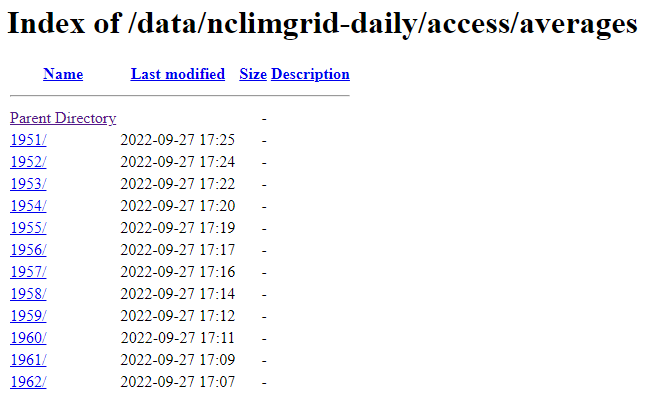 Index of /data/nclimgrid-daily/access/averages
Name Last modified Size Description
Parent Directory -
1951/ 2022-09-27 17:25 -
1952/ 2022-09-27 17:24 -
1953/ 2022-09-27 17:22 -
1954/ 2022-09-27 17:20 -
1955/ 2022-09-27 17:19 -
1956/ 2022-09-27 17:17 -
1957/ 2022-09-27 17:16 -
1958/ 2022-09-27 17:14 -
1959/ 2022-09-27 17:12 -
1960/ 2022-09-27 17:11 -
1961/ 2022-09-27 17:09 -
1962/ 2022-09-27 17:07 -